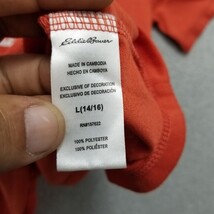 Eddie Bauer
MADE IN CAMBODIA
HECHO EN CAMBOYA
EXCLUSIVE OF DECORATION
EXCLUSIVO DE DECORACIÓN
L(14/16)
100% POLYESTER
100% POLIÉSTER